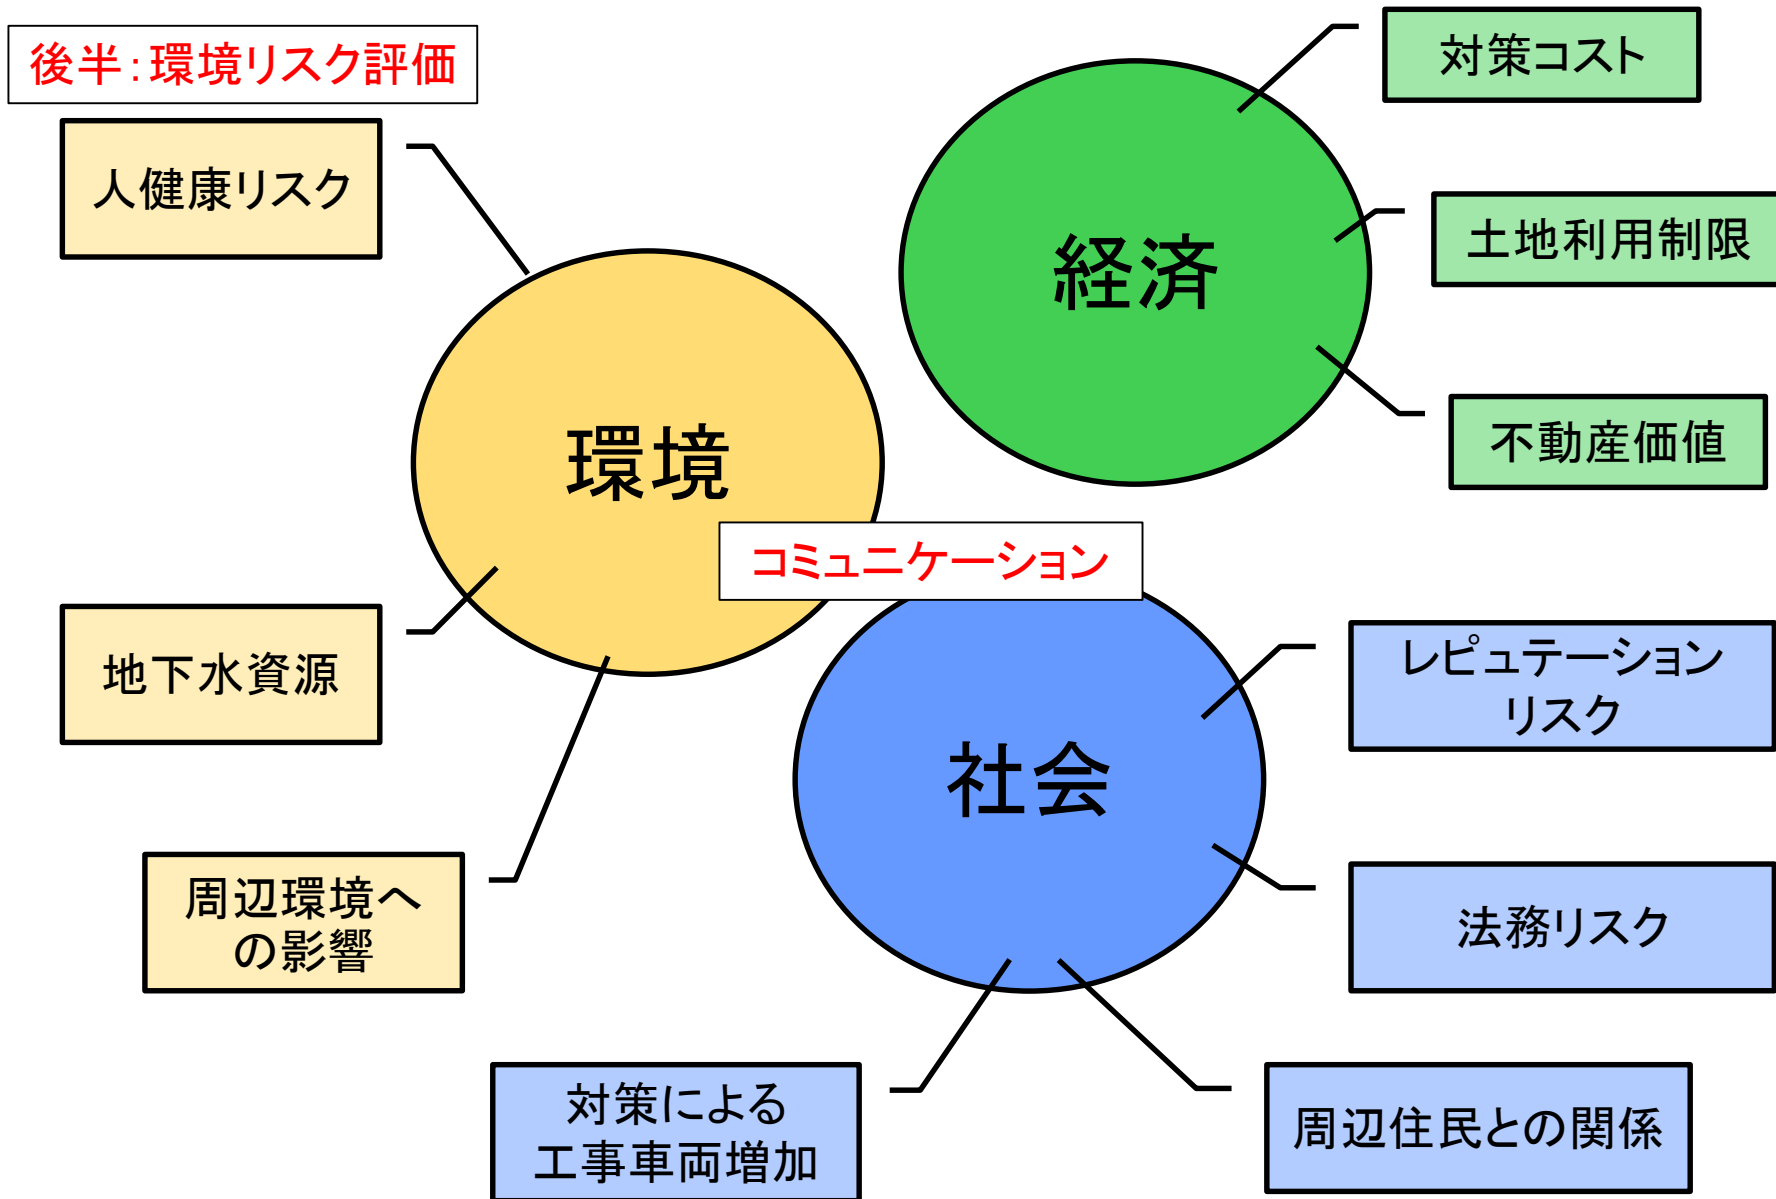 後半：環境リスク評価
人健康リスク
地下水資源
周辺環境へ
の影響
環境
コミュニケーション
経済
対策コスト
土地利用制限
不動産価値
社会
レピュテーション
リスク
法務リスク
周辺住民との関係
対策による
工事車両増加